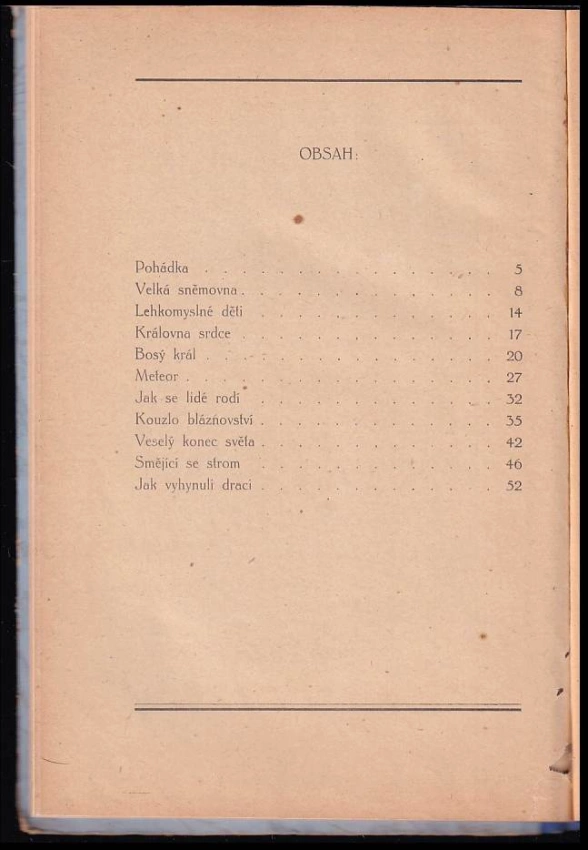 OBSAH:
Pohádka . . . . . . . . . . . . . . . . 5
Velká sněmovna . . . . . . . . . . . . . . 8
Lehkomyslné děti . . . . . . . . . . . . . 14
Královna srdce . . . . . . . . . . . . . . 17
Bosý král . . . . . . . . . . . . . . . . 20
Meteor . . . . . . . . . . . . . . . . . 27
Jak se lidé rodí . . . . . . . . . . . . . 32
Kouzlo bláznovství . . . . . . . . . . . . . 35
Veselý konec světa . . . . . . . . . . . . . 42
Smějící se strom . . . . . . . . . . . . . 46
Jak vyhynuli draci . . . . . . . . . . . . . 52